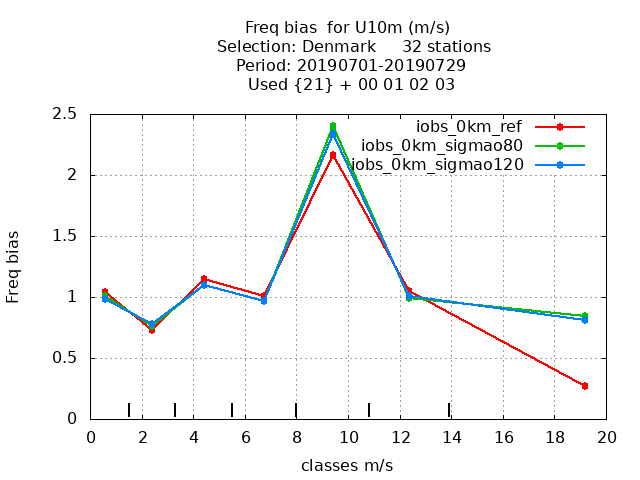 Freq bias  for U10m (m/s)
Selection: Denmark     32 stations
Period: 20190701-20190729
Used {21} + 00 01 02 03
iobs_0km_ref
iobs_0km_sigmao80
iobs_0km_sigmao120
Freq bias
2.5
2
1.5
1
0.5
0
0 2 4 6 8 10 12 14 16 18 20
classes m/s